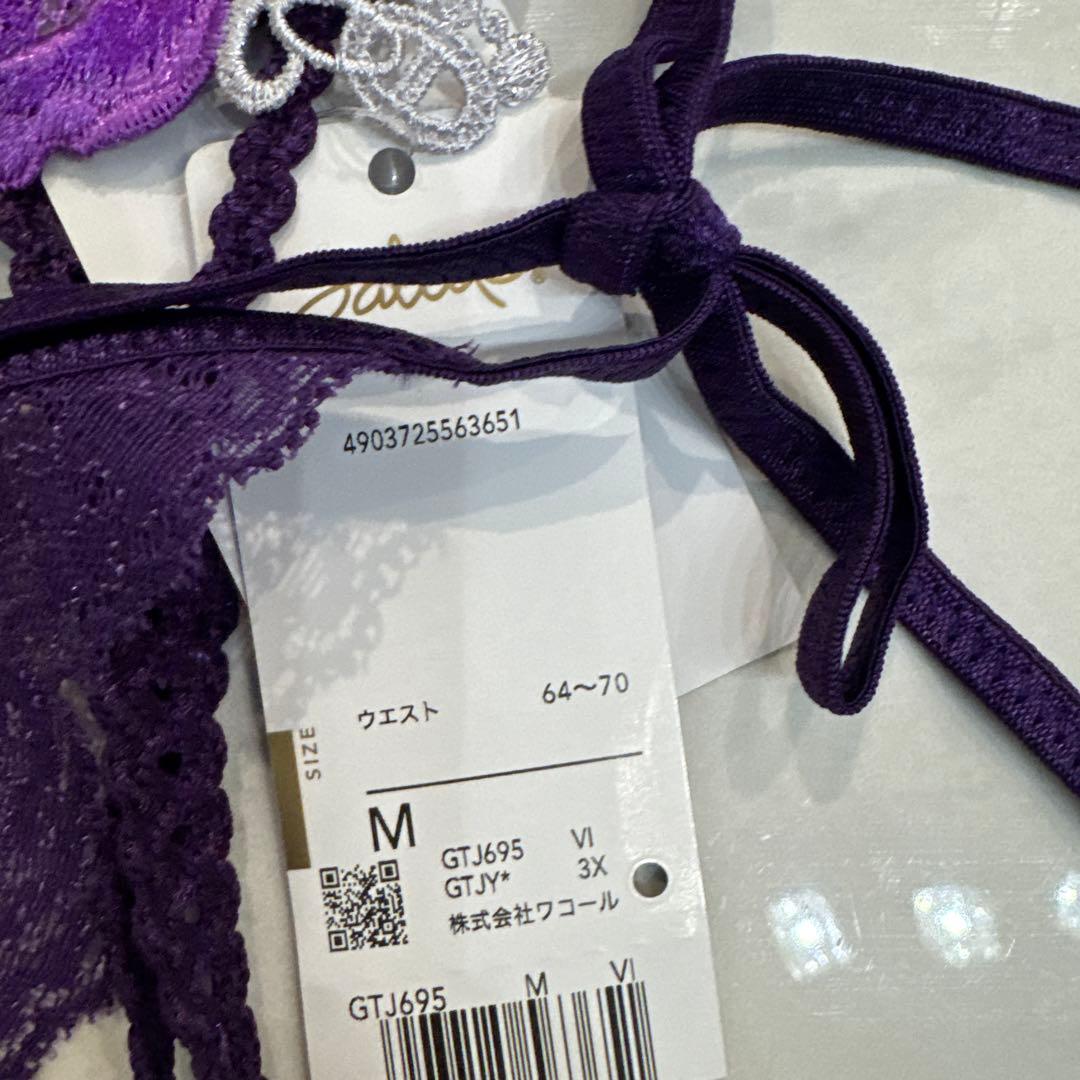 4903725563651
ウエスト 64〜70
SIZE
M
GTJ695 VI
GTJY* 3X
株式会社ワコール
GTJ695 M VI